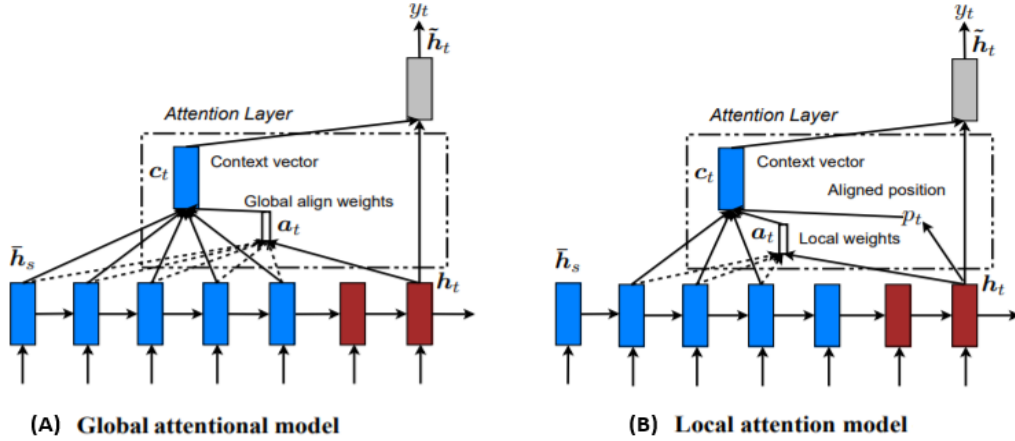 y_t
h̃_t
Attention Layer
c_t
Context vector
Global align weights
a_t
h̄_s
h_t
(A) Global attentional model
y_t
h̃_t
Attention Layer
c_t
Context vector
Aligned position
p_t
a_t
Local weights
h̄_s
h_t
(B) Local attention model